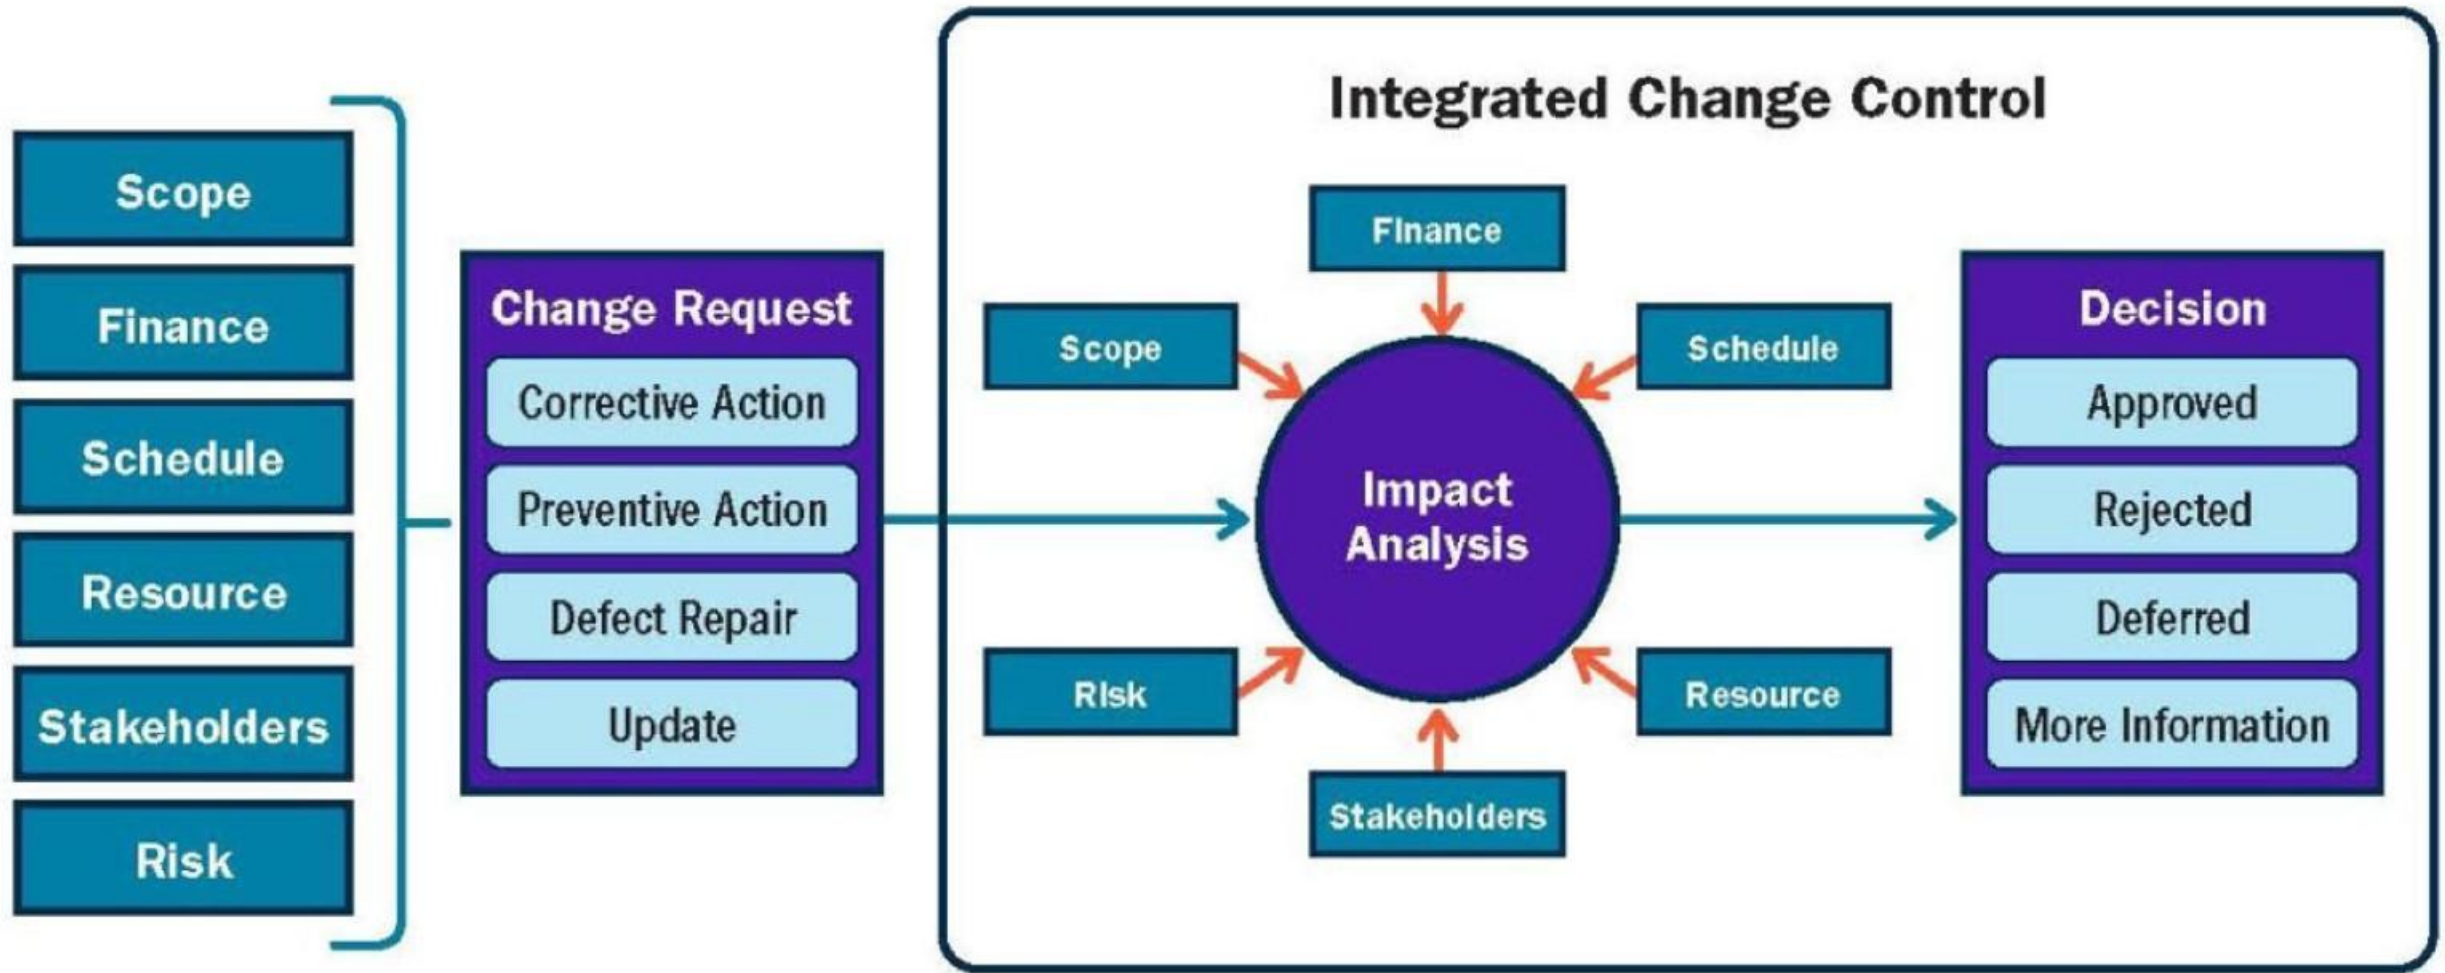 Integrated Change Control
Scope
Finance
Schedule
Resource
Stakeholders
Risk
Change Request
Corrective Action
Preventive Action
Defect Repair
Update
Finance
Scope
Schedule
Impact
Analysis
Risk
Resource
Stakeholders
Decision
Approved
Rejected
Deferred
More Information